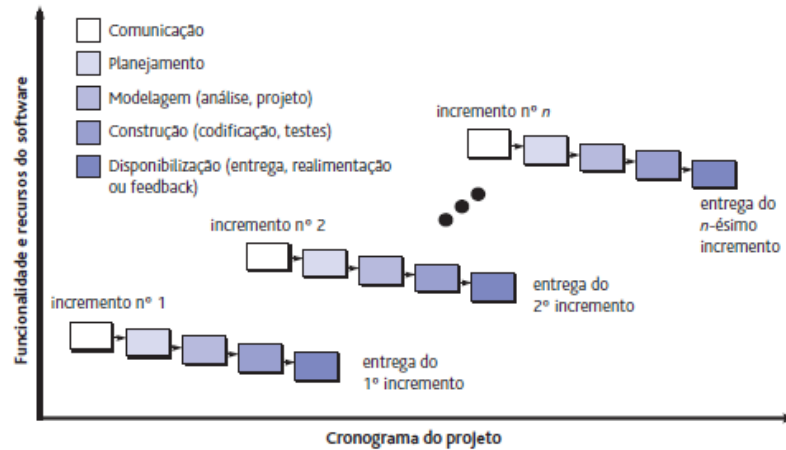 Funcionalidade e recursos do software
Comunicação
Planejamento
Modelagem (análise, projeto)
Construção (codificação, testes)
Disponibilização (entrega, realimentação
ou feedback)
incremento nº n
entrega do
n-ésimo
incremento
incremento nº 2
entrega do
2º incremento
incremento nº 1
entrega do
1º incremento
Cronograma do projeto